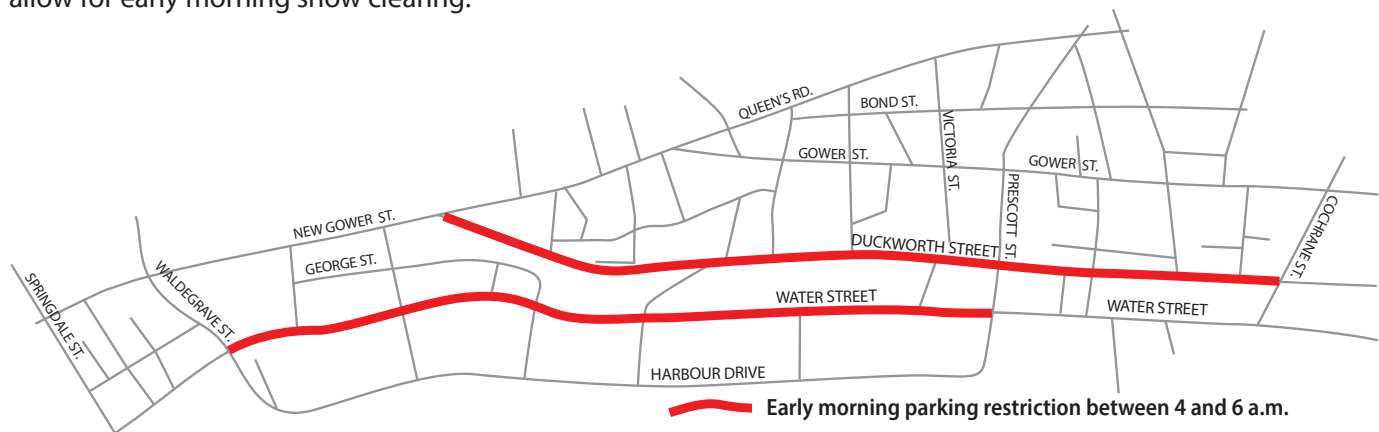 allow for early morning snow clearing.
QUEEN'S RD.
BOND ST.
VICTORIA ST.
GOWER ST.
GOWER ST.
PRESCOTT ST.
COCHRANE ST.
NEW GOWER ST.
DUCKWORTH STREET
GEORGE ST.
WALDEGRAVE ST.
SPRINGDALE ST.
WATER STREET
WATER STREET
HARBOUR DRIVE
Early morning parking restriction between 4 and 6 a.m.